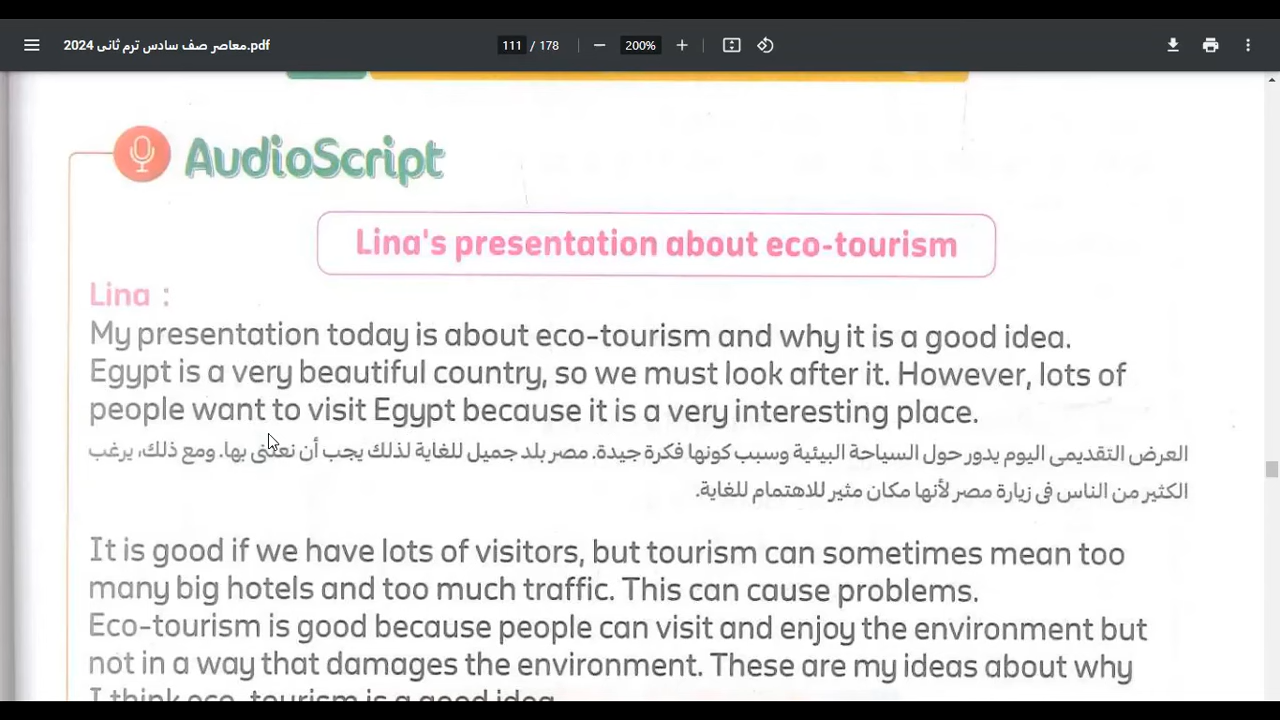 معاصر صف سادس ترم ثانى 2024.pdf
111 / 178
200%
AudioScript
Lina's presentation about eco-tourism
Lina :
My presentation today is about eco-tourism and why it is a good idea.
Egypt is a very beautiful country, so we must look after it. However, lots of
people want to visit Egypt because it is a very interesting place.
العرض التقديمى اليوم يدور حول السياحة البيئية وسبب كونها فكرة جيدة. مصر بلد جميل للغاية لذلك يجب أن نعتنى بها. ومع ذلك، يرغب
الكثير من الناس فى زيارة مصر لأنها مكان مثير للاهتمام للغاية.
It is good if we have lots of visitors, but tourism can sometimes mean too
many big hotels and too much traffic. This can cause problems.
Eco-tourism is good because people can visit and enjoy the environment but
not in a way that damages the environment. These are my ideas about why
I think eco-tourism is a good idea.